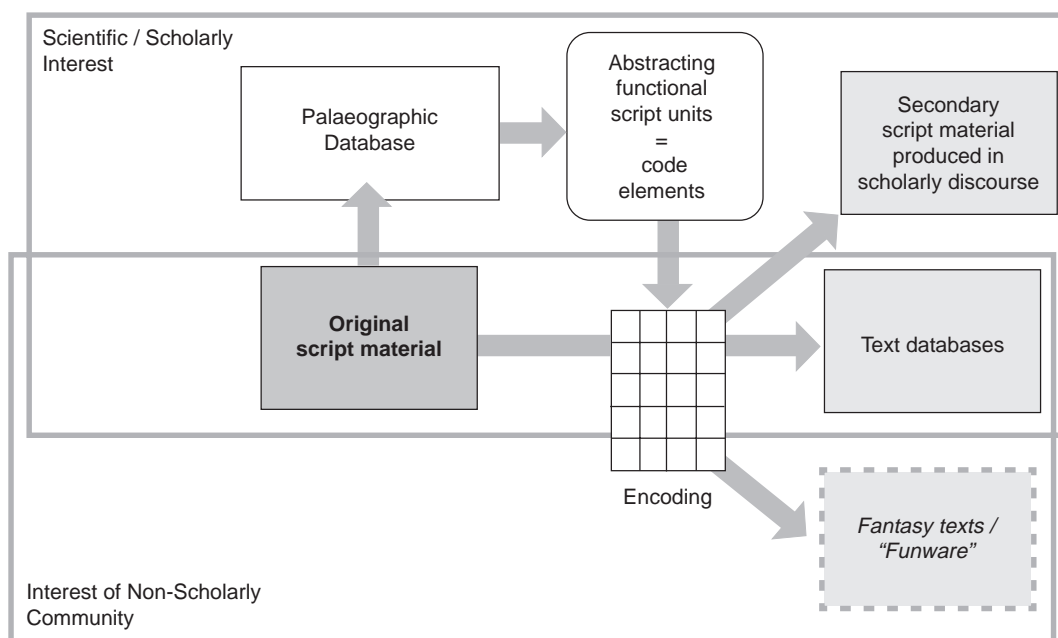 Scientific / Scholarly
Interest
Palaeographic
Database
Abstracting
functional
script units
=
code
elements
Secondary
script material
produced in
scholarly discourse
Original
script material
Text databases
Encoding
Fantasy texts /
“Funware”
Interest of Non-Scholarly
Community